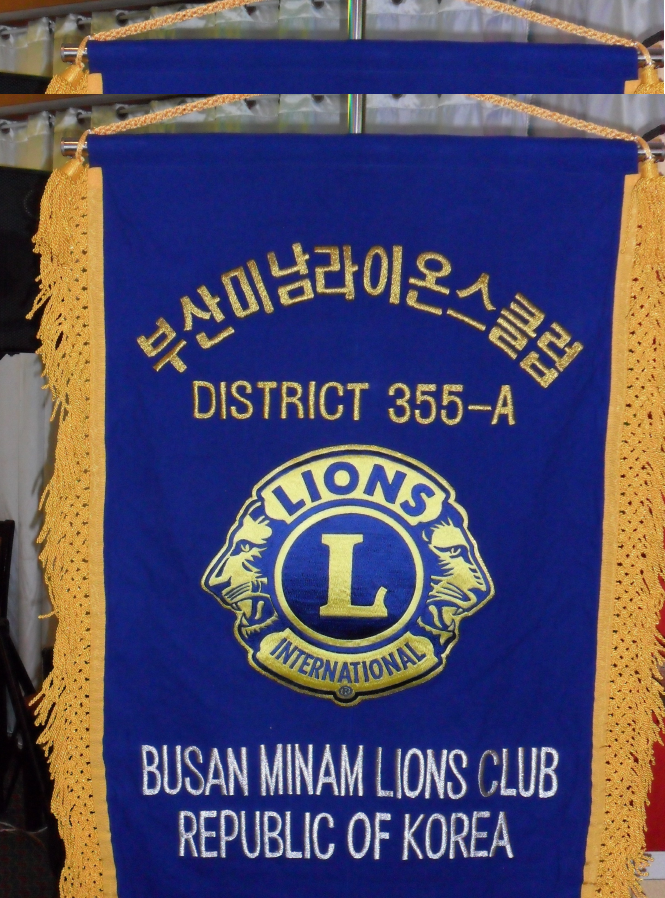 부산미남라이온스클럽
DISTRICT 355-A
LIONS
L
INTERNATIONAL
®
BUSAN MINAM LIONS CLUB
REPUBLIC OF KOREA